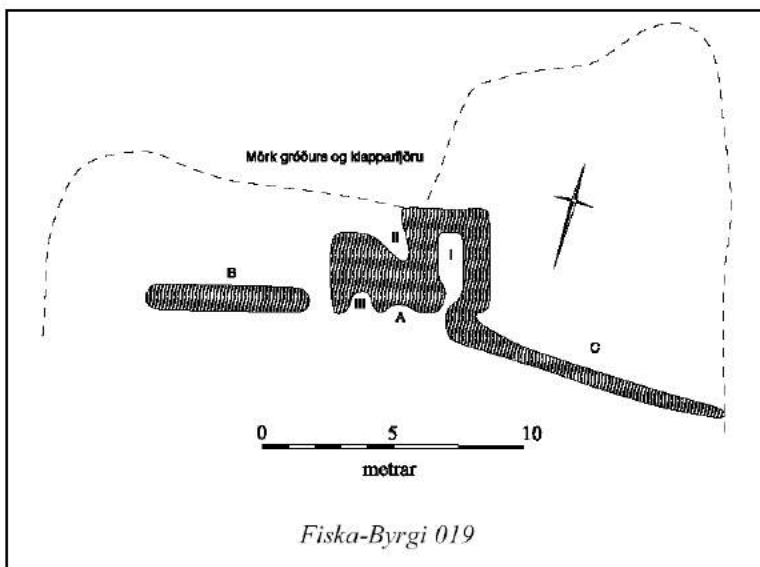 Mörk gróðurs og klapparfjöru
II
I
B
III
A
C
0 5 10
metrar
Fiska-Byrgi 019